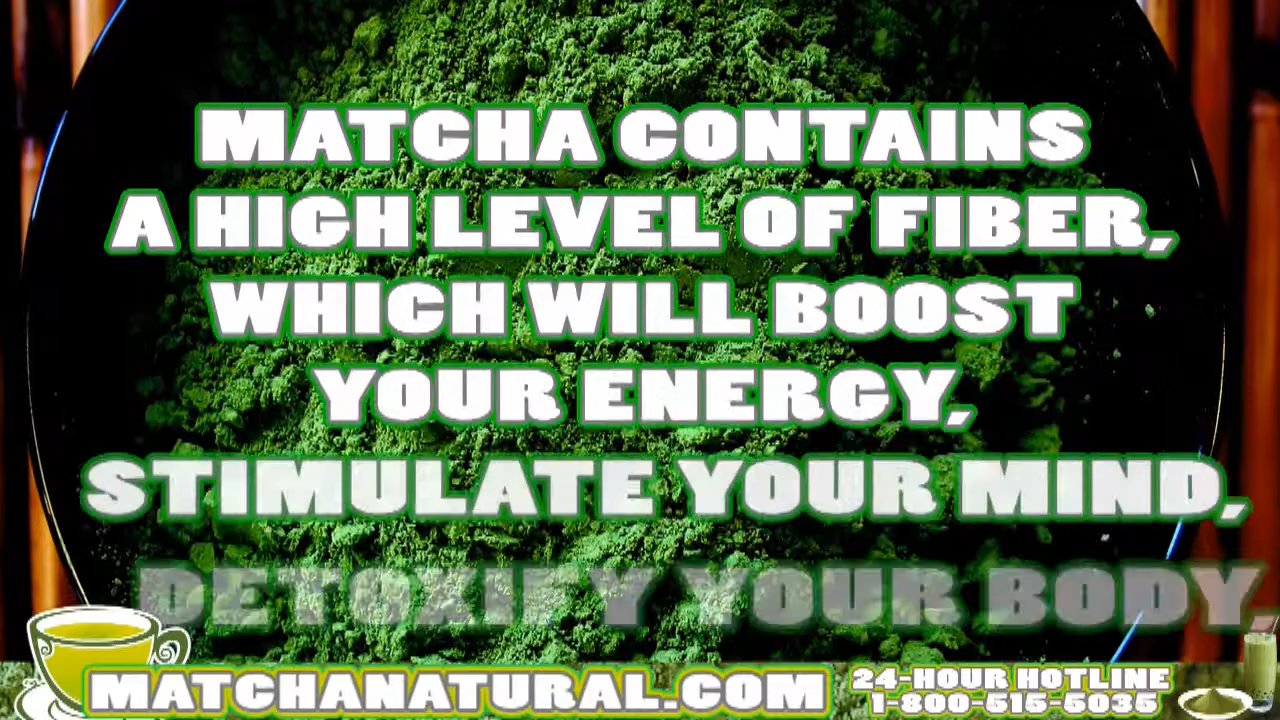 MATCHA CONTAINS
A HIGH LEVEL OF FIBER,
WHICH WILL BOOST
YOUR ENERGY,
STIMULATE YOUR MIND,
DETOXIFY YOUR BODY,
MATCHANATURAL.COM
24-HOUR HOTLINE
1-800-515-5035